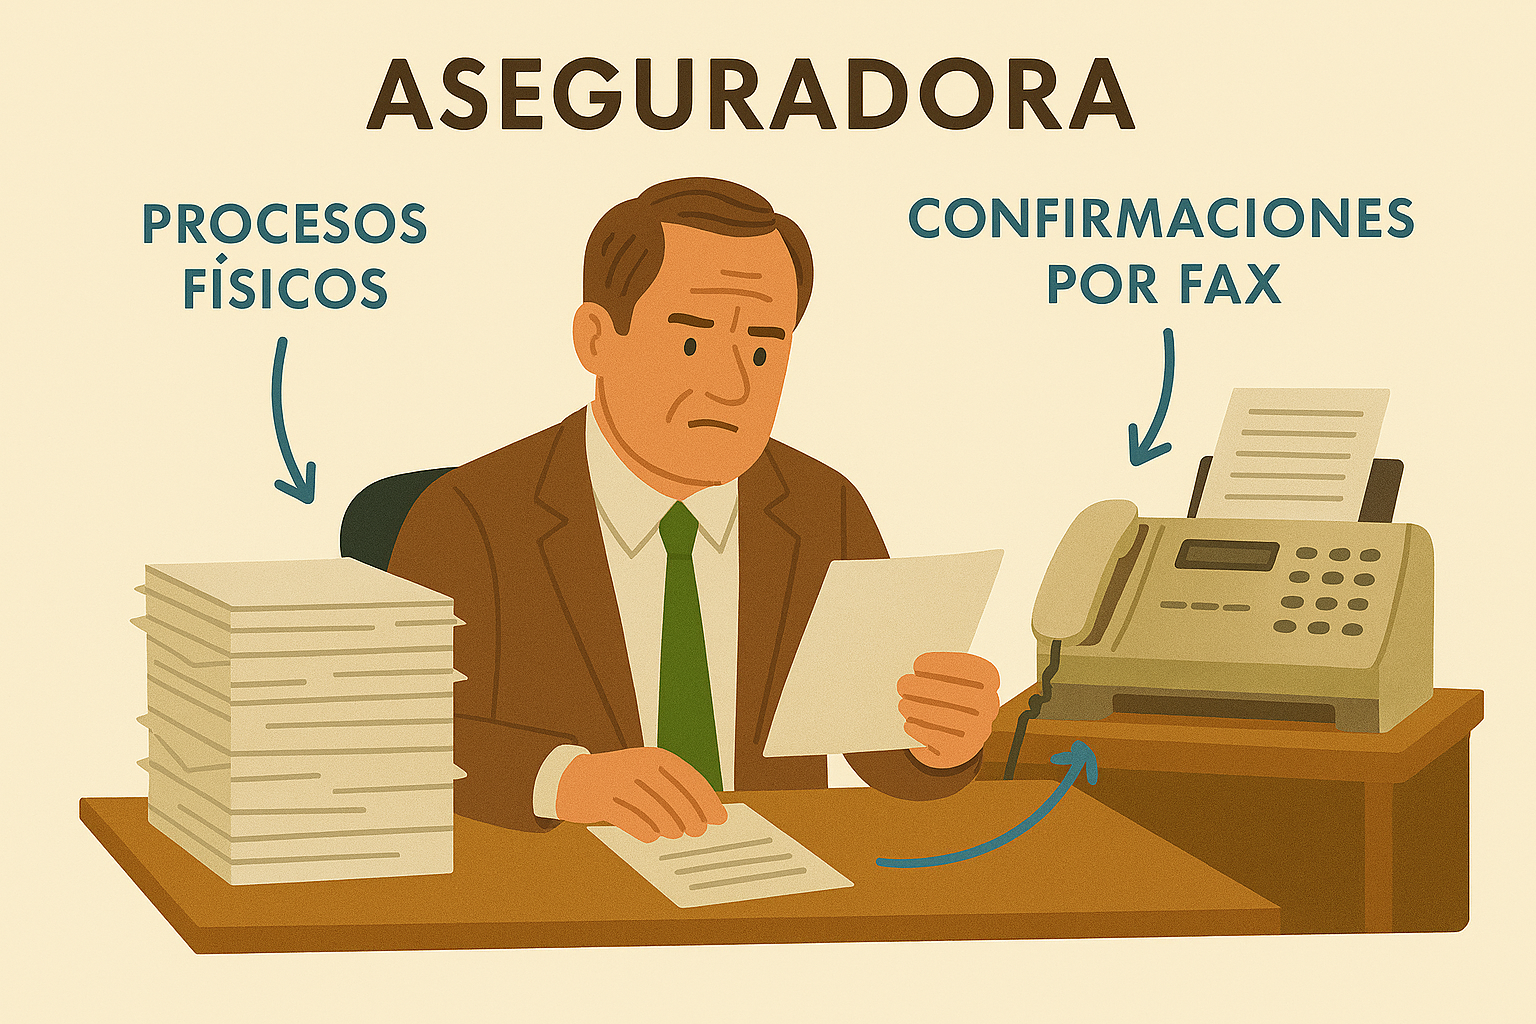 ASEGURADORA
PROCESOS
FÍSICOS
CONFIRMACIONES
POR FAX